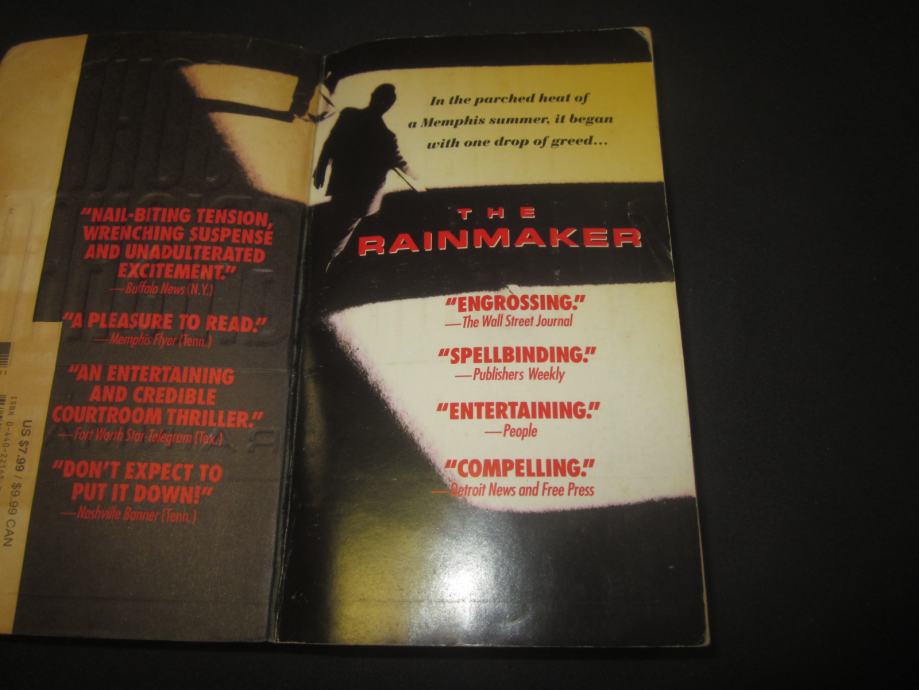 "NAIL-BITING TENSION,
WRENCHING SUSPENSE
AND UNADULTERATED
EXCITEMENT."
—Buffalo News (N.Y.)
"A PLEASURE TO READ."
—Memphis Flyer (Tenn.)
"AN ENTERTAINING
AND CREDIBLE
COURTROOM THRILLER."
—Fort Worth Star-Telegram (Tex.)
"DON'T EXPECT TO
PUT IT DOWN!"
—Nashville Banner (Tenn.)
US $7.99 / $9.99 CAN
In the parched heat of
a Memphis summer, it began
with one drop of greed...
THE
RAINMAKER
"ENGROSSING."
—The Wall Street Journal
"SPELLBINDING."
—Publishers Weekly
"ENTERTAINING."
—People
"COMPELLING."
—Detroit News and Free Press